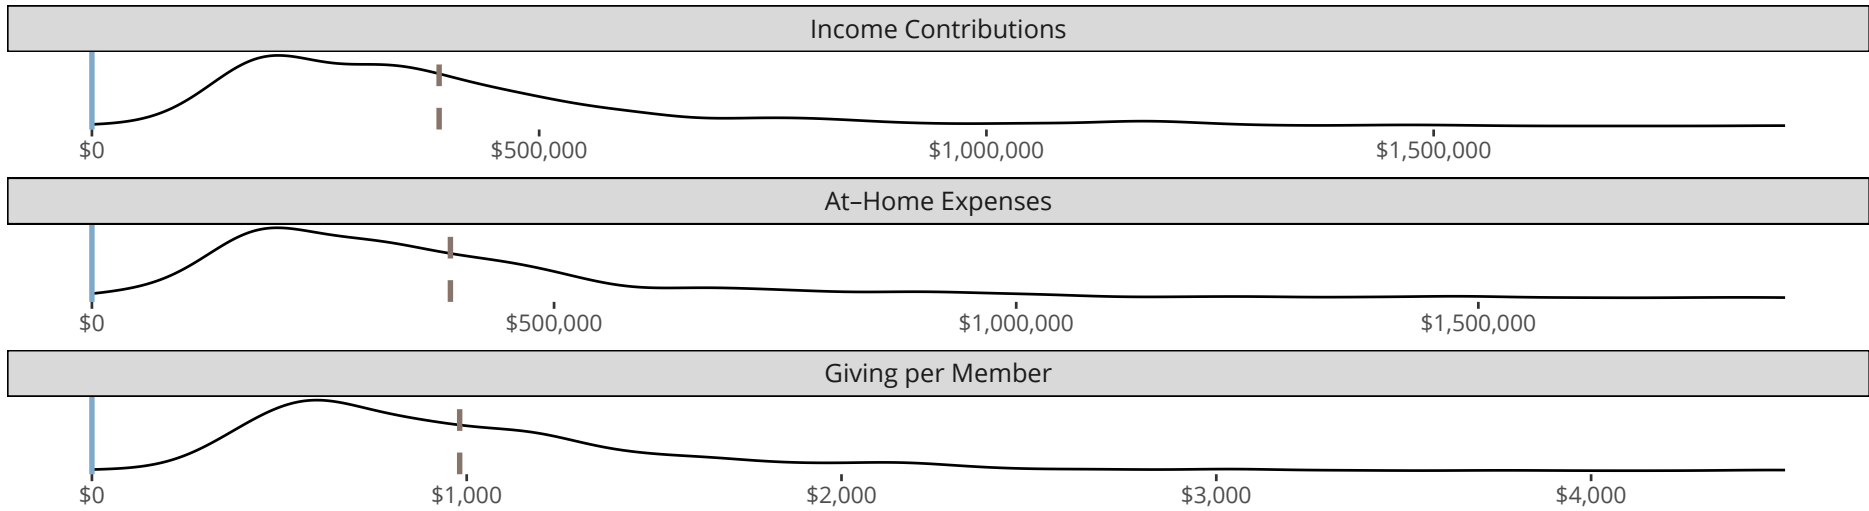 Income Contributions
$0 $500,000 $1,000,000 $1,500,000
At–Home Expenses
$0 $500,000 $1,000,000 $1,500,000
Giving per Member
$0 $1,000 $2,000 $3,000 $4,000